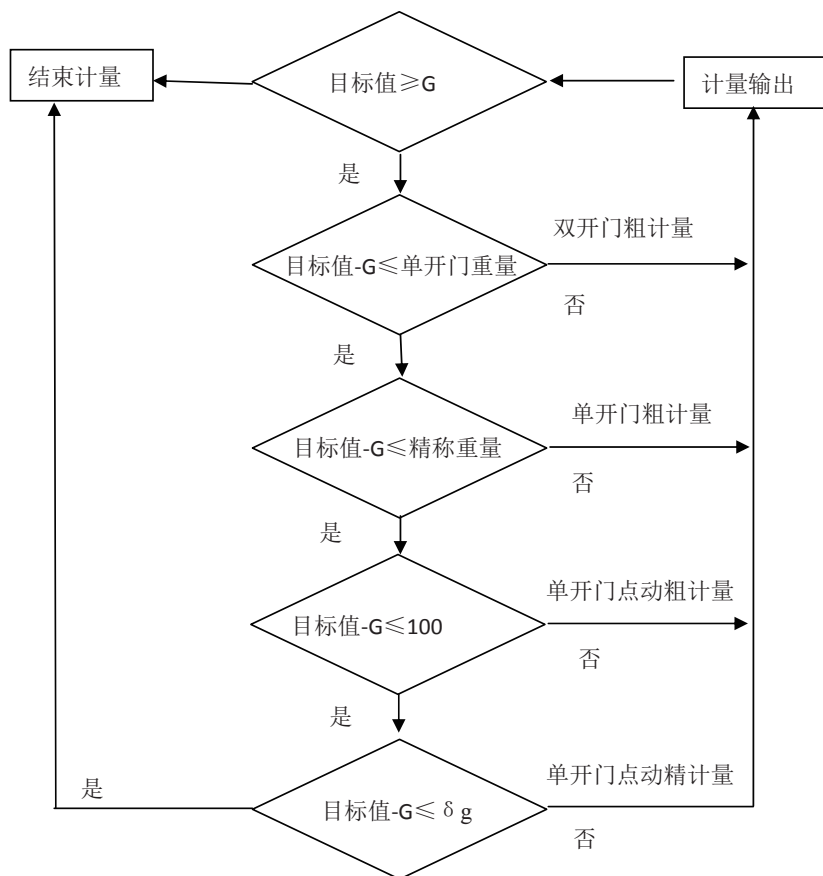 结束计量
目标值≥G
计量输出
是
双开门粗计量
目标值-G≤单开门重量
否
是
单开门粗计量
目标值-G≤精称重量
否
是
单开门点动粗计量
目标值-G≤100
否
是
单开门点动精计量
是
目标值-G≤δg
否